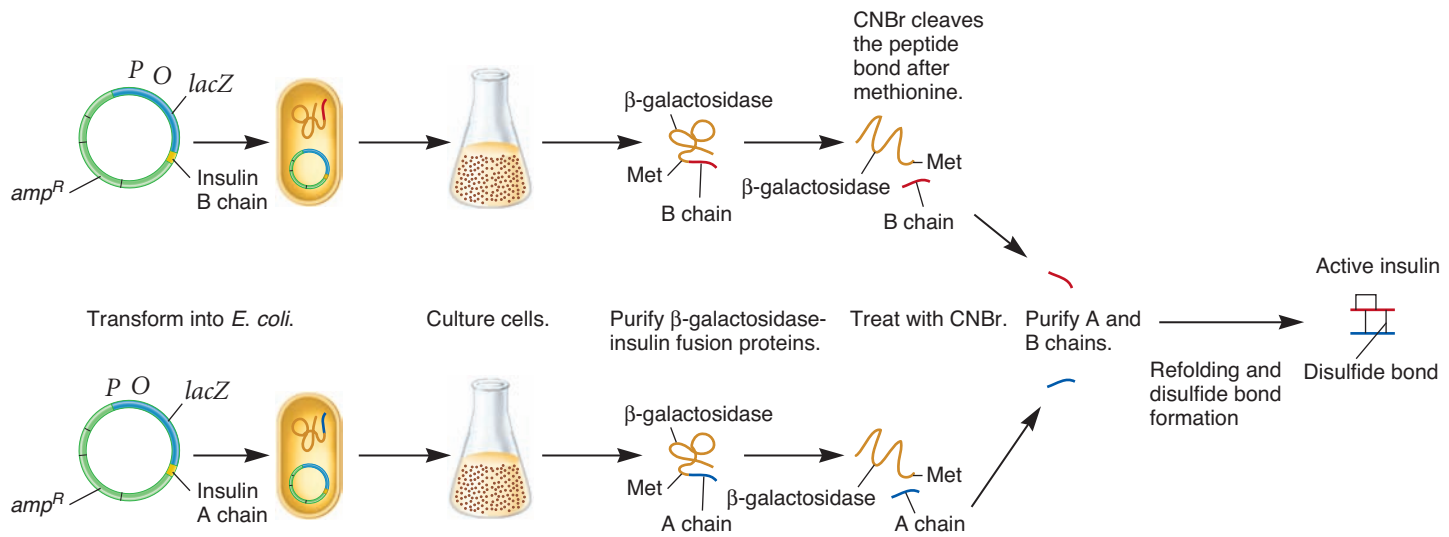 CNBr cleaves
the peptide
bond after
methionine.
P O
lacZ
β-galactosidase
Met
Met
amp^R
Insulin
B chain
β-galactosidase
B chain
B chain
Active insulin
Transform into E. coli.
Culture cells.
Purify β-galactosidase-
insulin fusion proteins.
Treat with CNBr.
Purify A and
B chains.
Refolding and
disulfide bond
formation
Disulfide bond
P O
lacZ
β-galactosidase
Met
Met
amp^R
Insulin
A chain
β-galactosidase
A chain
A chain